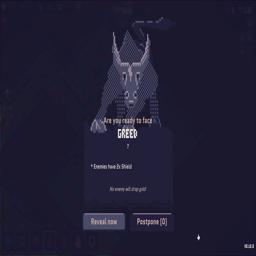 Are you ready to face
GREED
?
* Enemies have 2x Shield
No enemy will drop gold
Reveal now
Postpone [0]